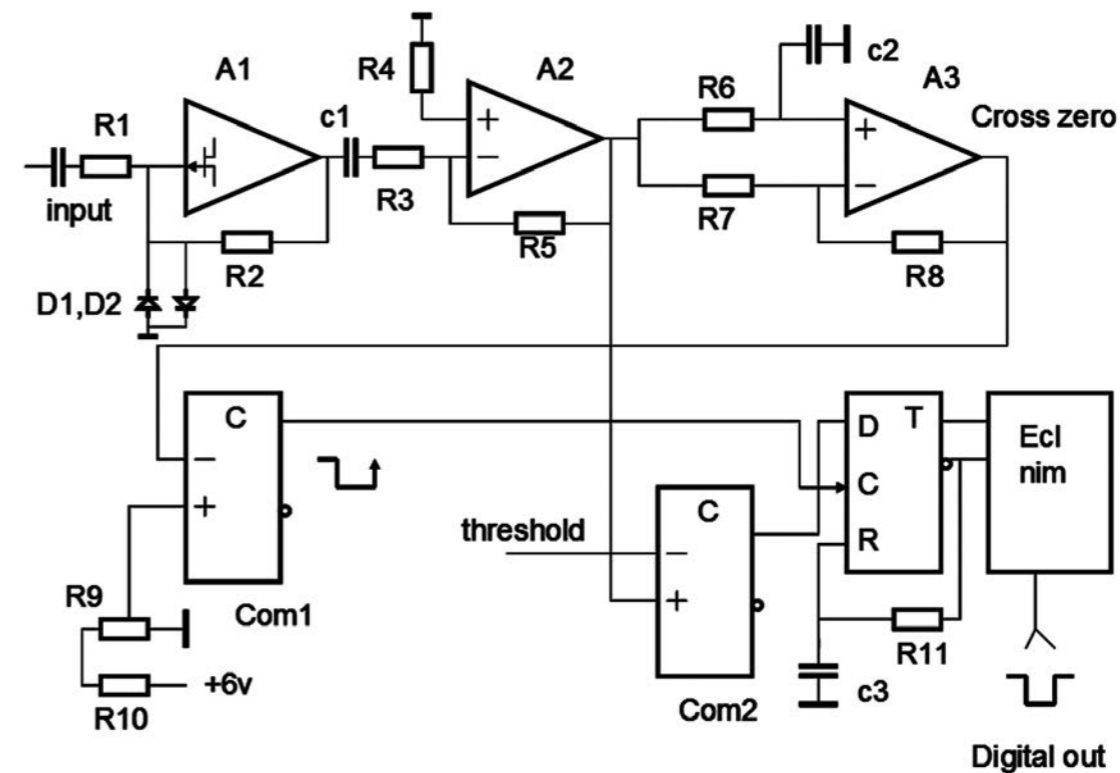 A1
R4
A2
c2
R6
A3
Cross zero
R1
c1
R3
+
−
+
−
input
R7
R2
R5
R8
D1,D2
C
−
+
D
T
C
R
Ecl
nim
threshold
C
−
+
R9
Com1
R11
R10
+6v
c3
Com2
Digital out